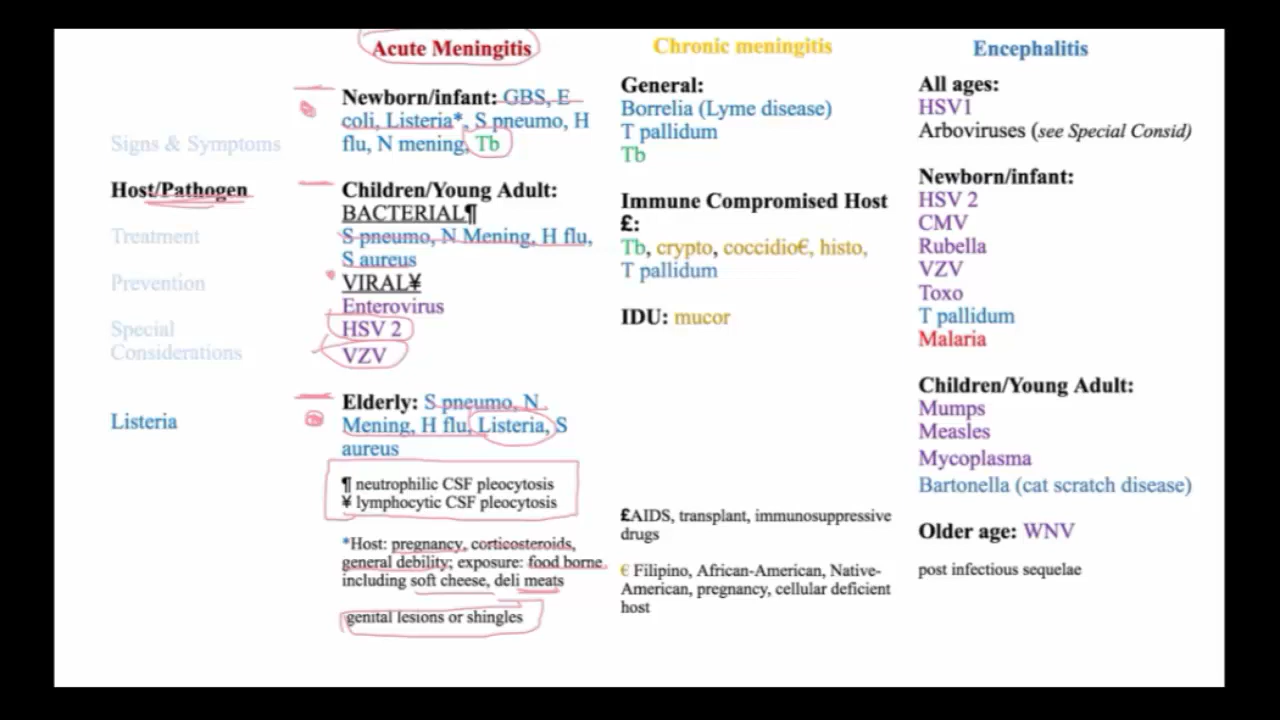 Acute Meningitis
Chronic meningitis
Encephalitis
Signs & Symptoms
Host/Pathogen
Treatment
Prevention
Special
Considerations
Listeria
Newborn/infant: GBS, E
coli, Listeria*, S pneumo, H
flu, N mening, Tb
Children/Young Adult:
BACTERIAL¶
S pneumo, N Mening, H flu,
S aureus
VIRAL¥
Enterovirus
HSV 2
VZV
Elderly: S pneumo, N
Mening, H flu, Listeria, S
aureus
¶ neutrophilic CSF pleocytosis
¥ lymphocytic CSF pleocytosis
*Host: pregnancy, corticosteroids,
general debility; exposure: food borne
including soft cheese, deli meats
genital lesions or shingles
General:
Borrelia (Lyme disease)
T pallidum
Tb
Immune Compromised Host
£:
Tb, crypto, coccidio€, histo,
T pallidum
IDU: mucor
£AIDS, transplant, immunosuppressive
drugs
€ Filipino, African-American, Native-
American, pregnancy, cellular deficient
host
All ages:
HSV1
Arboviruses (see Special Consid)
Newborn/infant:
HSV 2
CMV
Rubella
VZV
Toxo
T pallidum
Malaria
Children/Young Adult:
Mumps
Measles
Mycoplasma
Bartonella (cat scratch disease)
Older age: WNV
post infectious sequelae